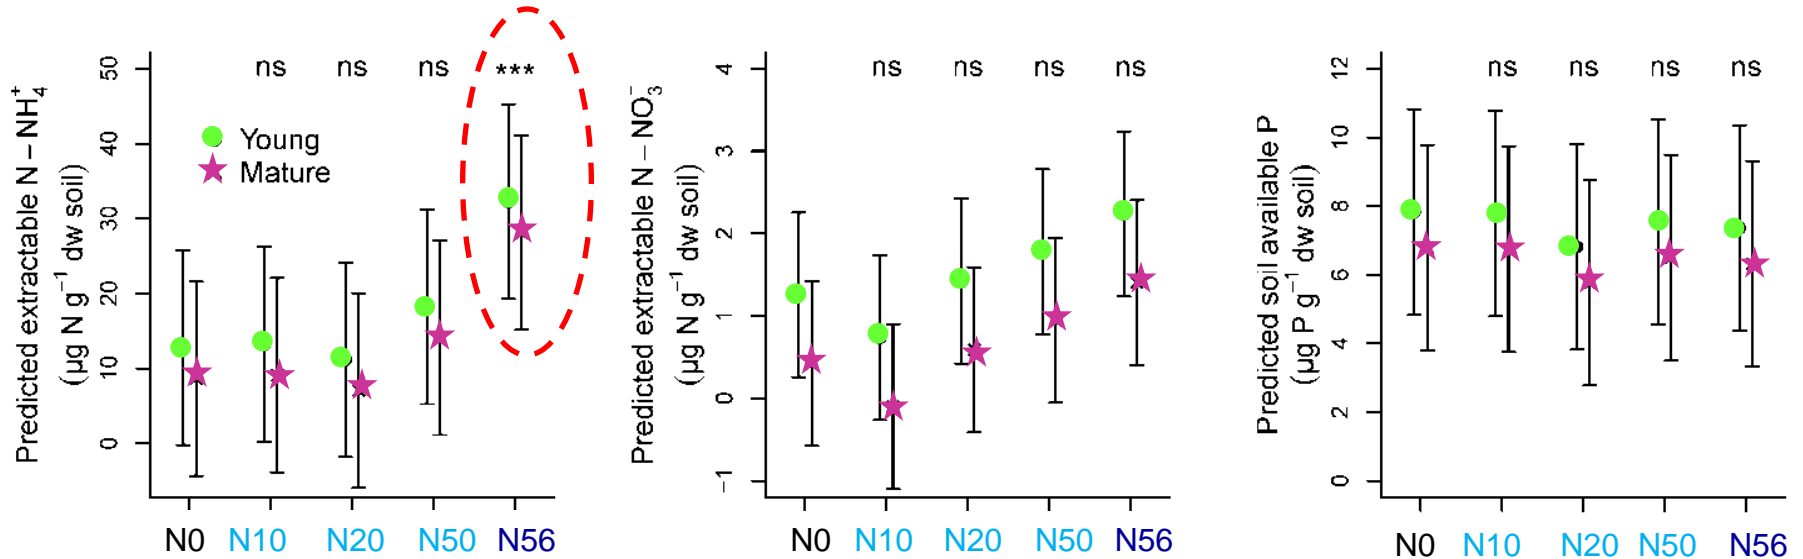 Predicted extractable N − NH₄⁺
(µg N g⁻¹ dw soil)
50
40
30
20
10
0
ns
ns
ns
***
Young
Mature
N0
N10
N20
N50
N56
Predicted extractable N − NO₃⁻
(µg N g⁻¹ dw soil)
4
3
2
1
0
−1
ns
ns
ns
ns
N0
N10
N20
N50
N56
Predicted soil available P
(µg P g⁻¹ dw soil)
12
10
8
6
4
2
0
ns
ns
ns
ns
N0
N10
N20
N50
N56